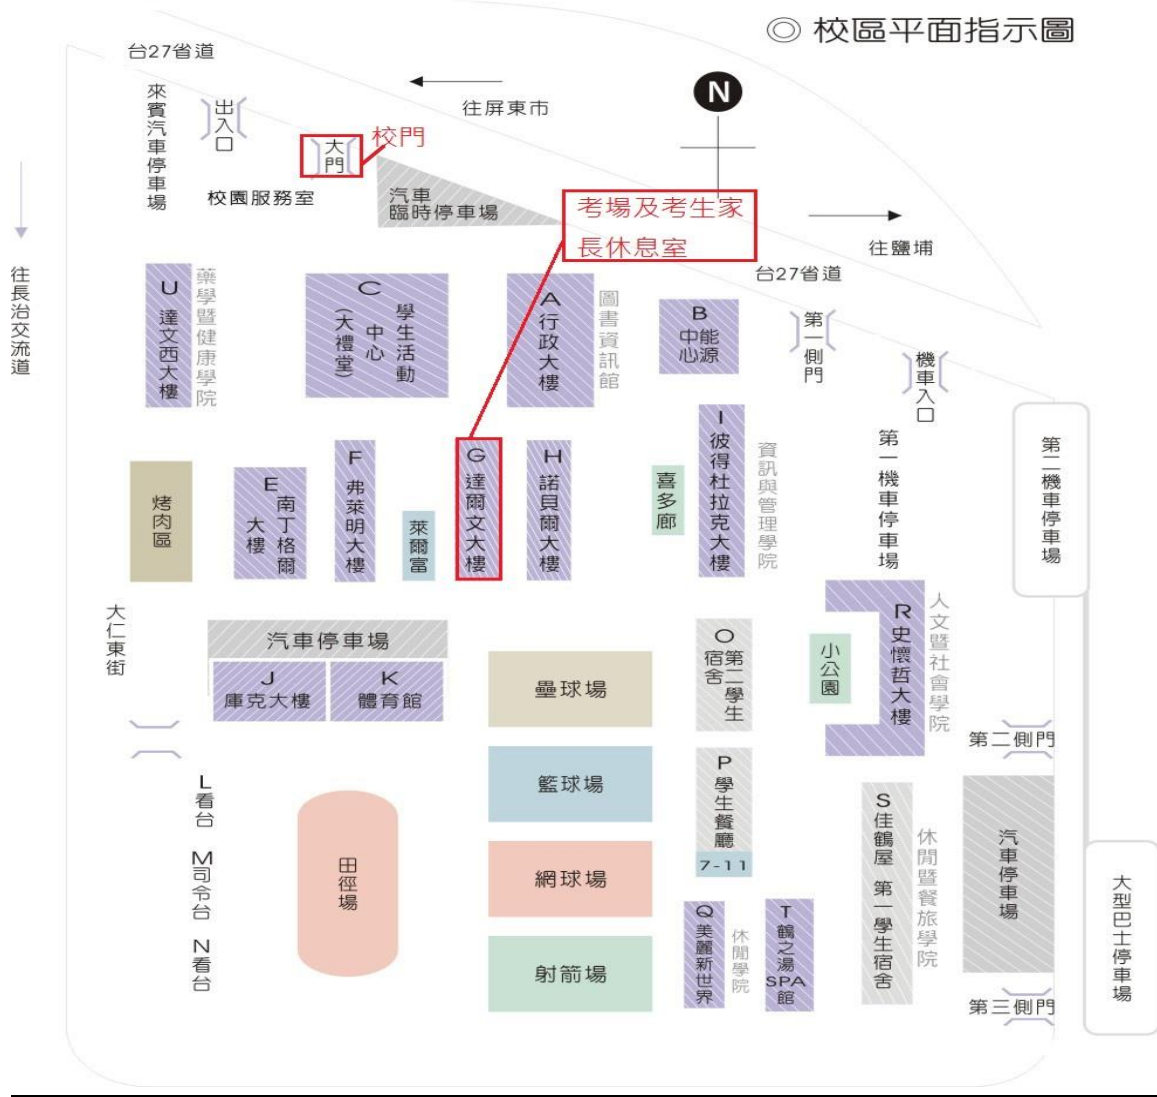 ◎ 校區平面指示圖
台27省道
來賓汽車停車場
出入口
往屏東市
N
大門
校門
校園服務室
汽車
臨時停車場
考場及考生家
長休息室
往鹽埔
台27省道
往長治交流道
U 達文西大樓
藥學暨健康學院
C
學生活動
中心
(大禮堂)
A 行政大樓
圖書資訊館
B
能源
中心
第一側門
機車入口
烤肉區
E
南丁格爾
大樓
F 弗萊明大樓
萊爾富
G 達爾文大樓
H 諾貝爾大樓
喜多廊
I 彼得杜拉克大樓
資訊與管理學院
第一機車停車場
第二機車停車場
大仁東街
汽車停車場
J
庫克大樓
K
體育館
壘球場
O
第二學生
宿舍
小公園
R 史懷哲大樓
人文暨社會學院
第二側門
籃球場
P 學生餐廳
7-11
L看台
M司令台
N看台
田徑場
網球場
射箭場
Q 美麗新世界
休閒學院
T 鶴之湯SPA館
S 佳鶴屋 第一學生宿舍
休閒暨餐旅學院
汽車停車場
大型巴士停車場
第三側門